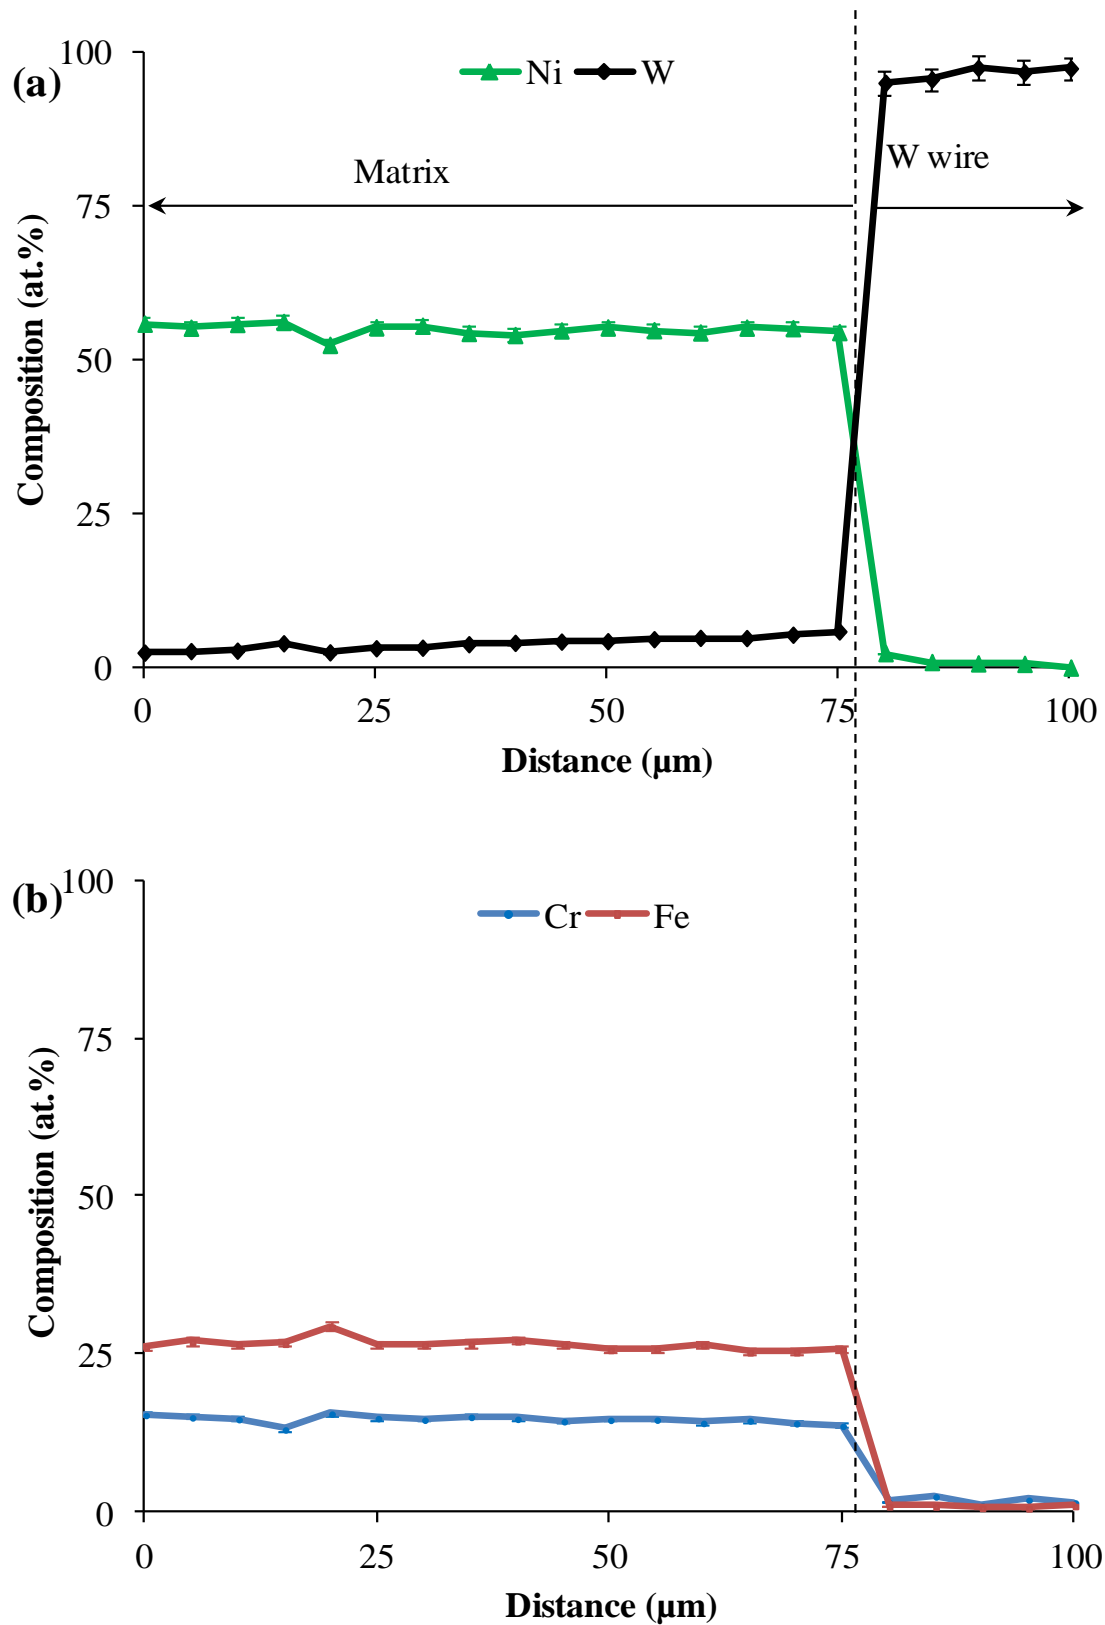 (a)
100
Ni W
W wire
Matrix
75
50
25
0
0 25 50 75 100
Distance (µm)
Composition (at.%)
(b)
100
Cr Fe
75
50
25
0
0 25 50 75 100
Distance (µm)
Composition (at.%)